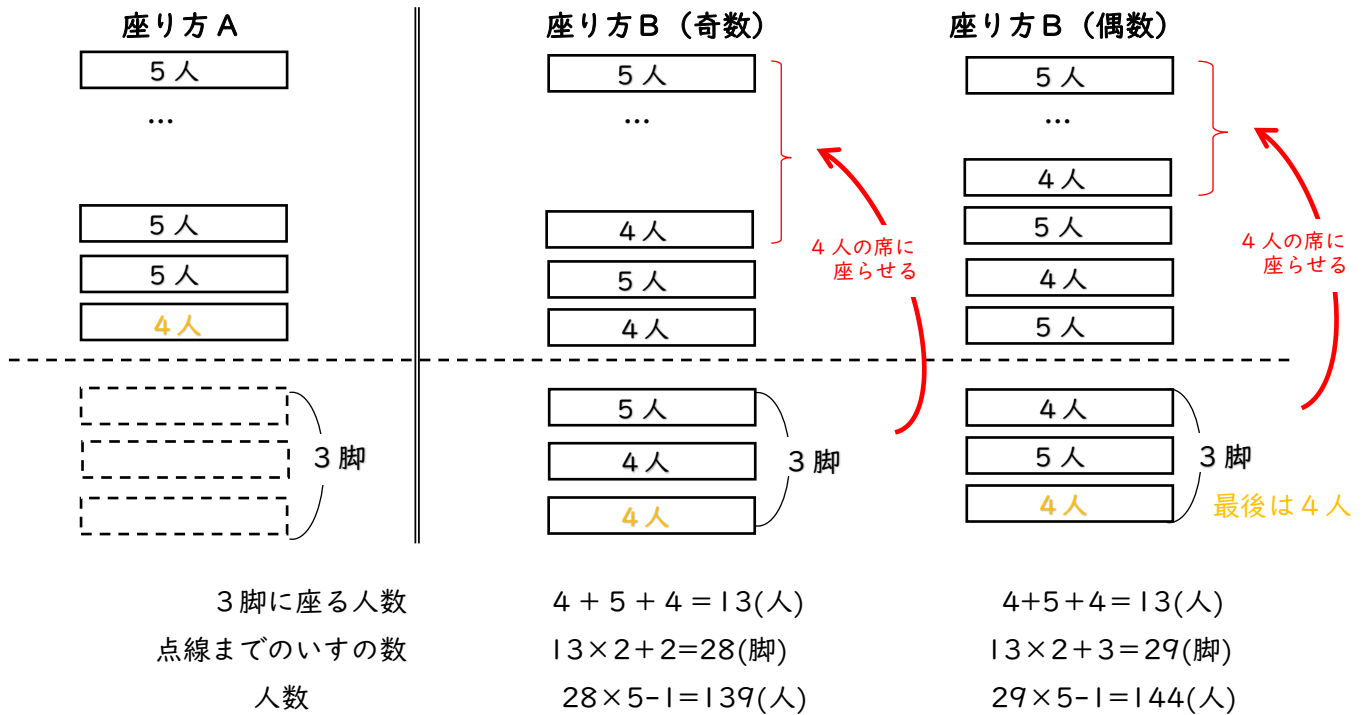 座り方A
5人
…
5人
5人
4人
3脚
座り方B（奇数）
5人
…
4人
5人
4人
4人の席に
座らせる
5人
4人
4人
3脚
座り方B（偶数）
5人
…
4人
5人
4人
5人
4人の席に
座らせる
4人
5人
4人
3脚
最後は4人
3脚に座る人数 4+5+4=13(人) 4+5+4=13(人)
点線までのいすの数 13×2+2=28(脚) 13×2+3=29(脚)
人数 28×5-1=139(人) 29×5-1=144(人)